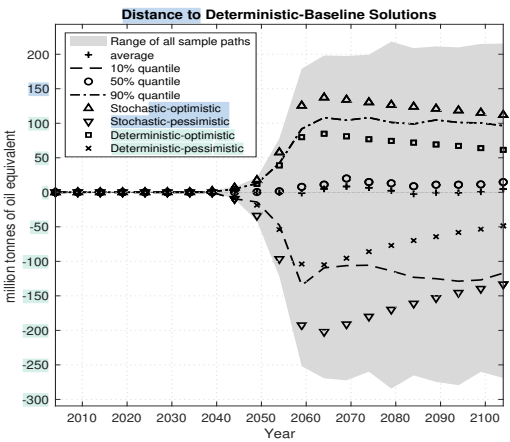 Distance to Deterministic-Baseline Solutions
Range of all sample paths
average
10% quantile
50% quantile
90% quantile
Stochastic-optimistic
Stochastic-pessimistic
Deterministic-optimistic
Deterministic-pessimistic
200
150
100
50
0
-50
-100
-150
-200
-250
-300
million tonnes of oil equivalent
2010 2020 2030 2040 2050 2060 2070 2080 2090 2100
Year